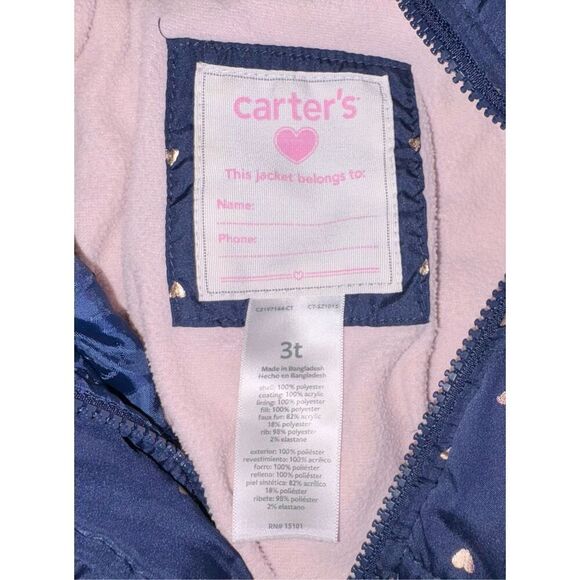 carter's
This jacket belongs to:
Name:
Phone:
3t
Made in Bangladesh
Hecho en Bangladesh
shell: 100% polyester
coating: 100% acrylic
lining: 100% polyester
fill: 100% polyester
faux fur: 82% acrylic
18% polyester
rib: 98% polyester
2% elastane
exterior: 100% poliéster
revestimiento: 100% acrílico
forro: 100% poliéster
relleno: 100% poliéster
piel sintética: 82% acrílico
18% poliéster
ribete: 98% poliéster
2% elastano
RN# 15101